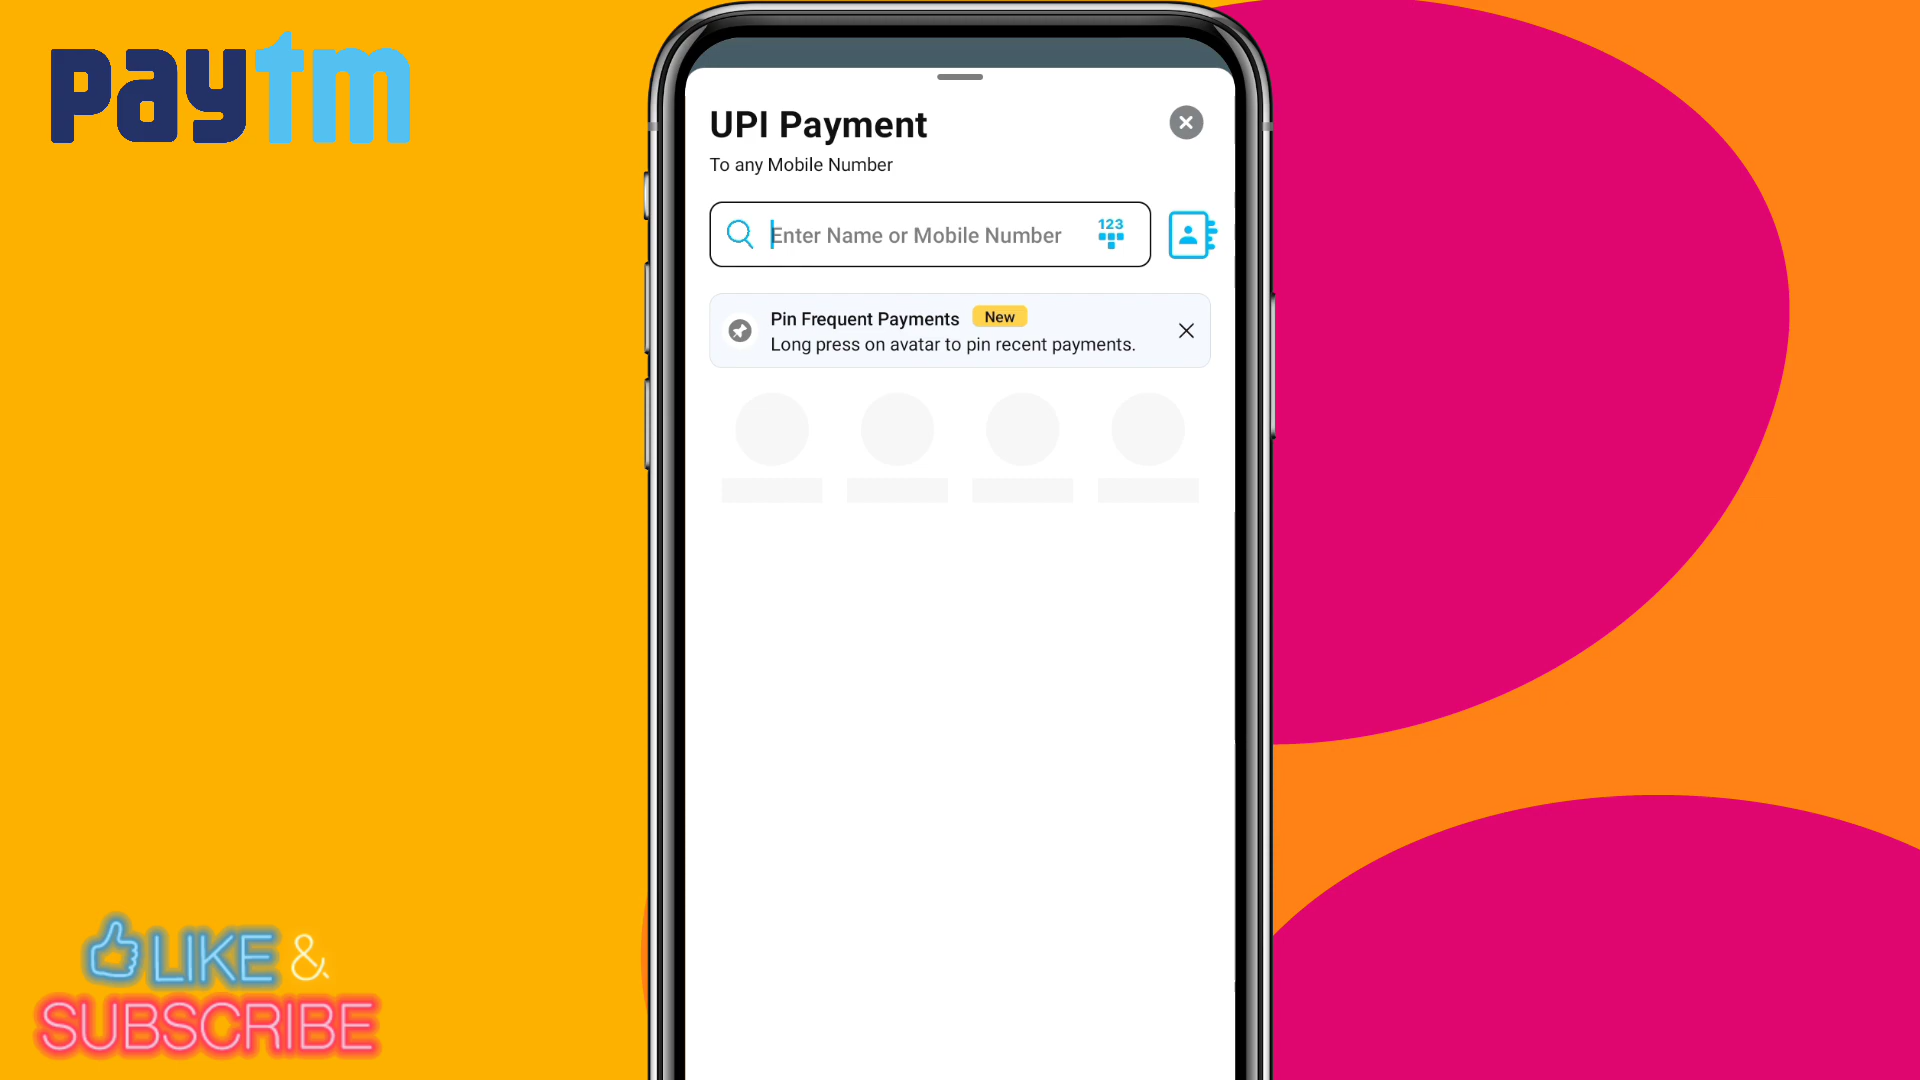 paytm
UPI Payment
To any Mobile Number
Enter Name or Mobile Number
123
Pin Frequent Payments New
Long press on avatar to pin recent payments.
LIKE &
SUBSCRIBE